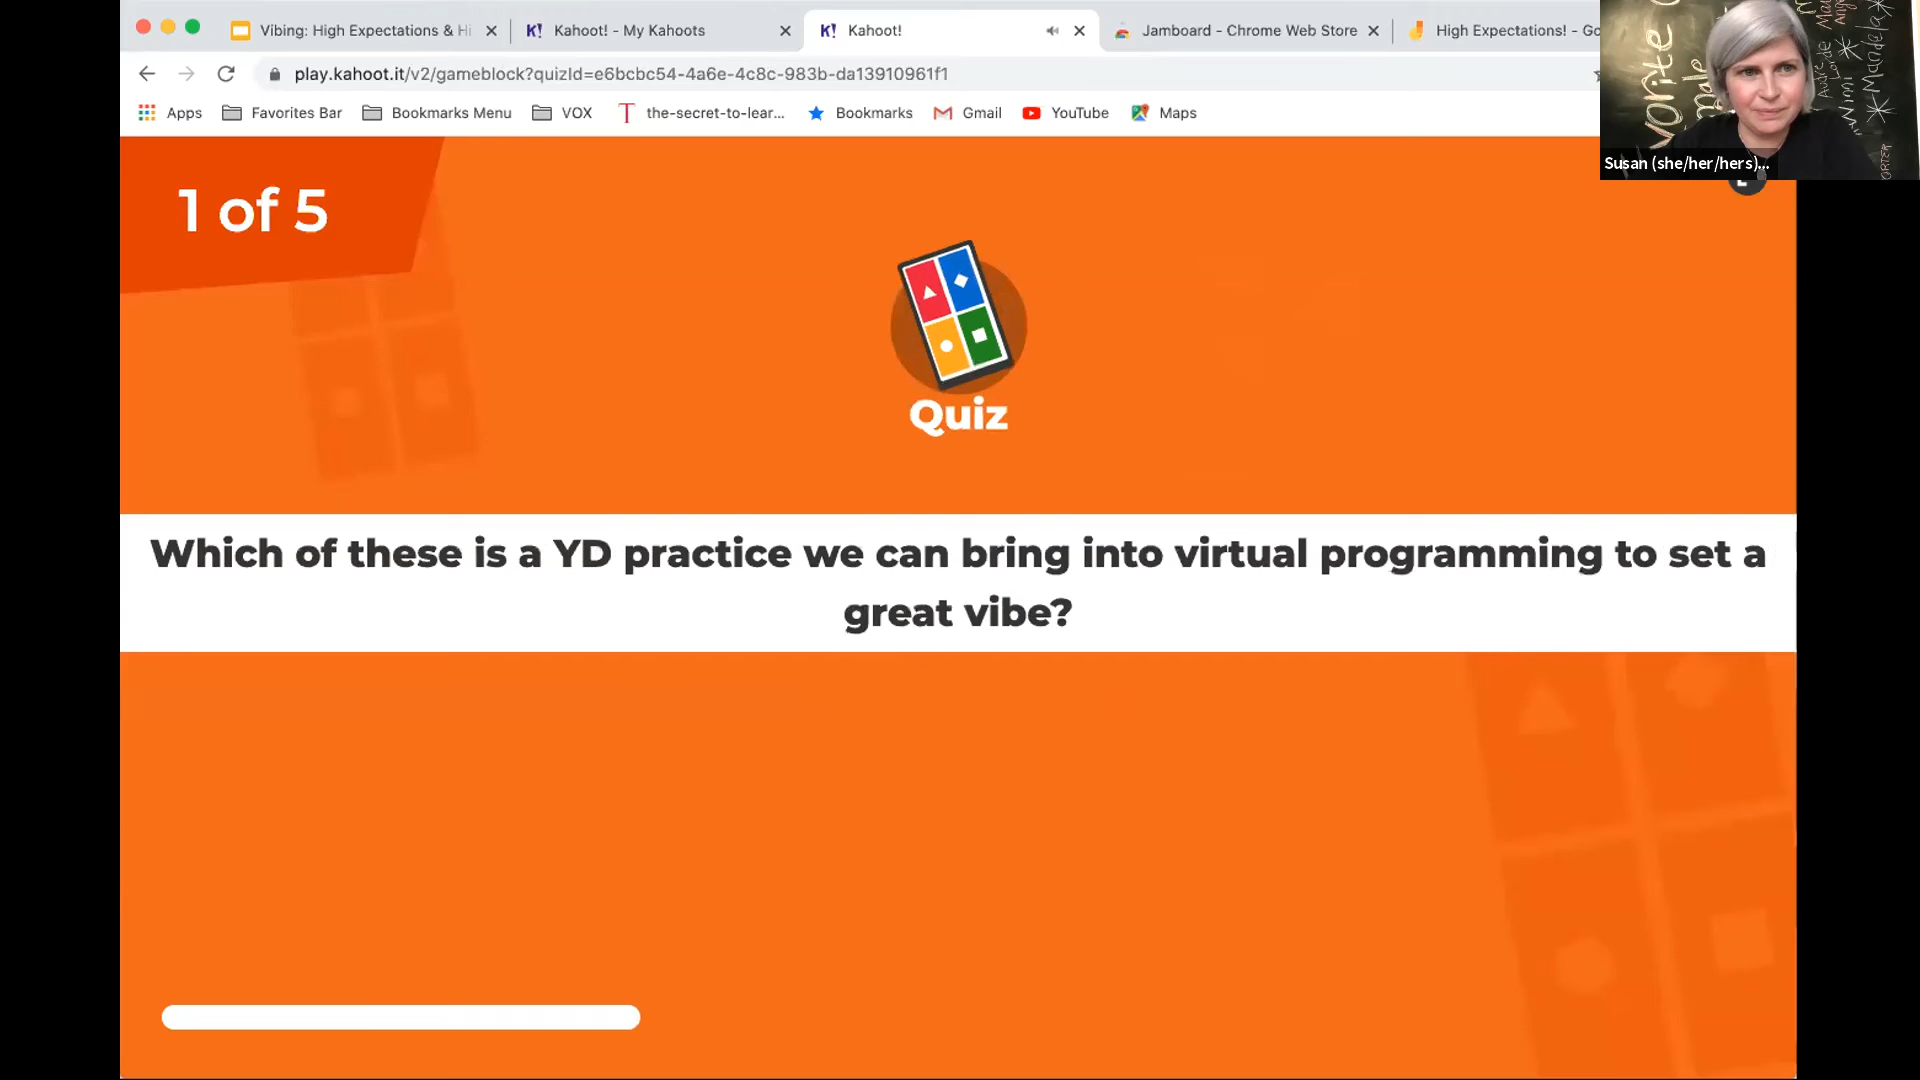 Vibing: High Expectations & Hi
Kahoot! - My Kahoots
Kahoot!
Jamboard - Chrome Web Store
High Expectations! - Go
play.kahoot.it/v2/gameblock?quizId=e6bcbc54-4a6e-4c8c-983b-da13910961f1
Apps
Favorites Bar
Bookmarks Menu
VOX
the-secret-to-lear...
Bookmarks
Gmail
YouTube
Maps
Susan (she/her/hers)...
1 of 5
Quiz
Which of these is a YD practice we can bring into virtual programming to set a
great vibe?